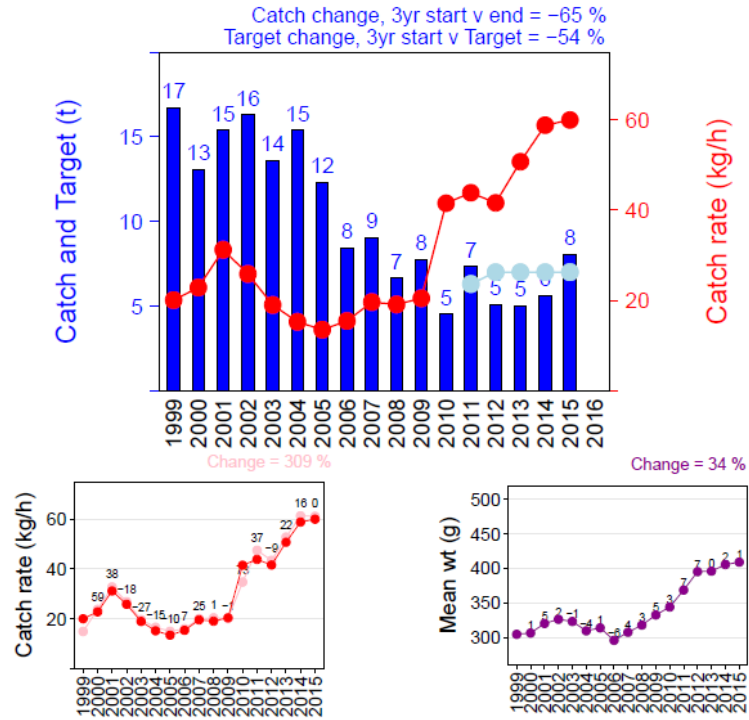 Catch change, 3yr start v end = −65 %
Target change, 3yr start v Target = −54 %
Catch and Target (t)
15
10
5
17
13
15
16
14
15
12
8
9
7
8
5
7
5
5
8
60
40
20
Catch rate (kg/h)
1999 2000 2001 2002 2003 2004 2005 2006 2007 2008 2009 2010 2011 2012 2013 2014 2015 2016
Change = 309 %
Catch rate (kg/h)
60
40
20
59 38 −18 −27 −15 −10 7 25 1 −1 73 37 −9 22 16 0
1999 2000 2001 2002 2003 2004 2005 2006 2007 2008 2009 2010 2011 2012 2013 2014 2015
Change = 34 %
Mean wt (g)
500
450
400
350
300
1 5 2 −1 −4 1 −6 4 3 5 3 7 7 0 2 1
1999 2000 2001 2002 2003 2004 2005 2006 2007 2008 2009 2010 2011 2012 2013 2014 2015